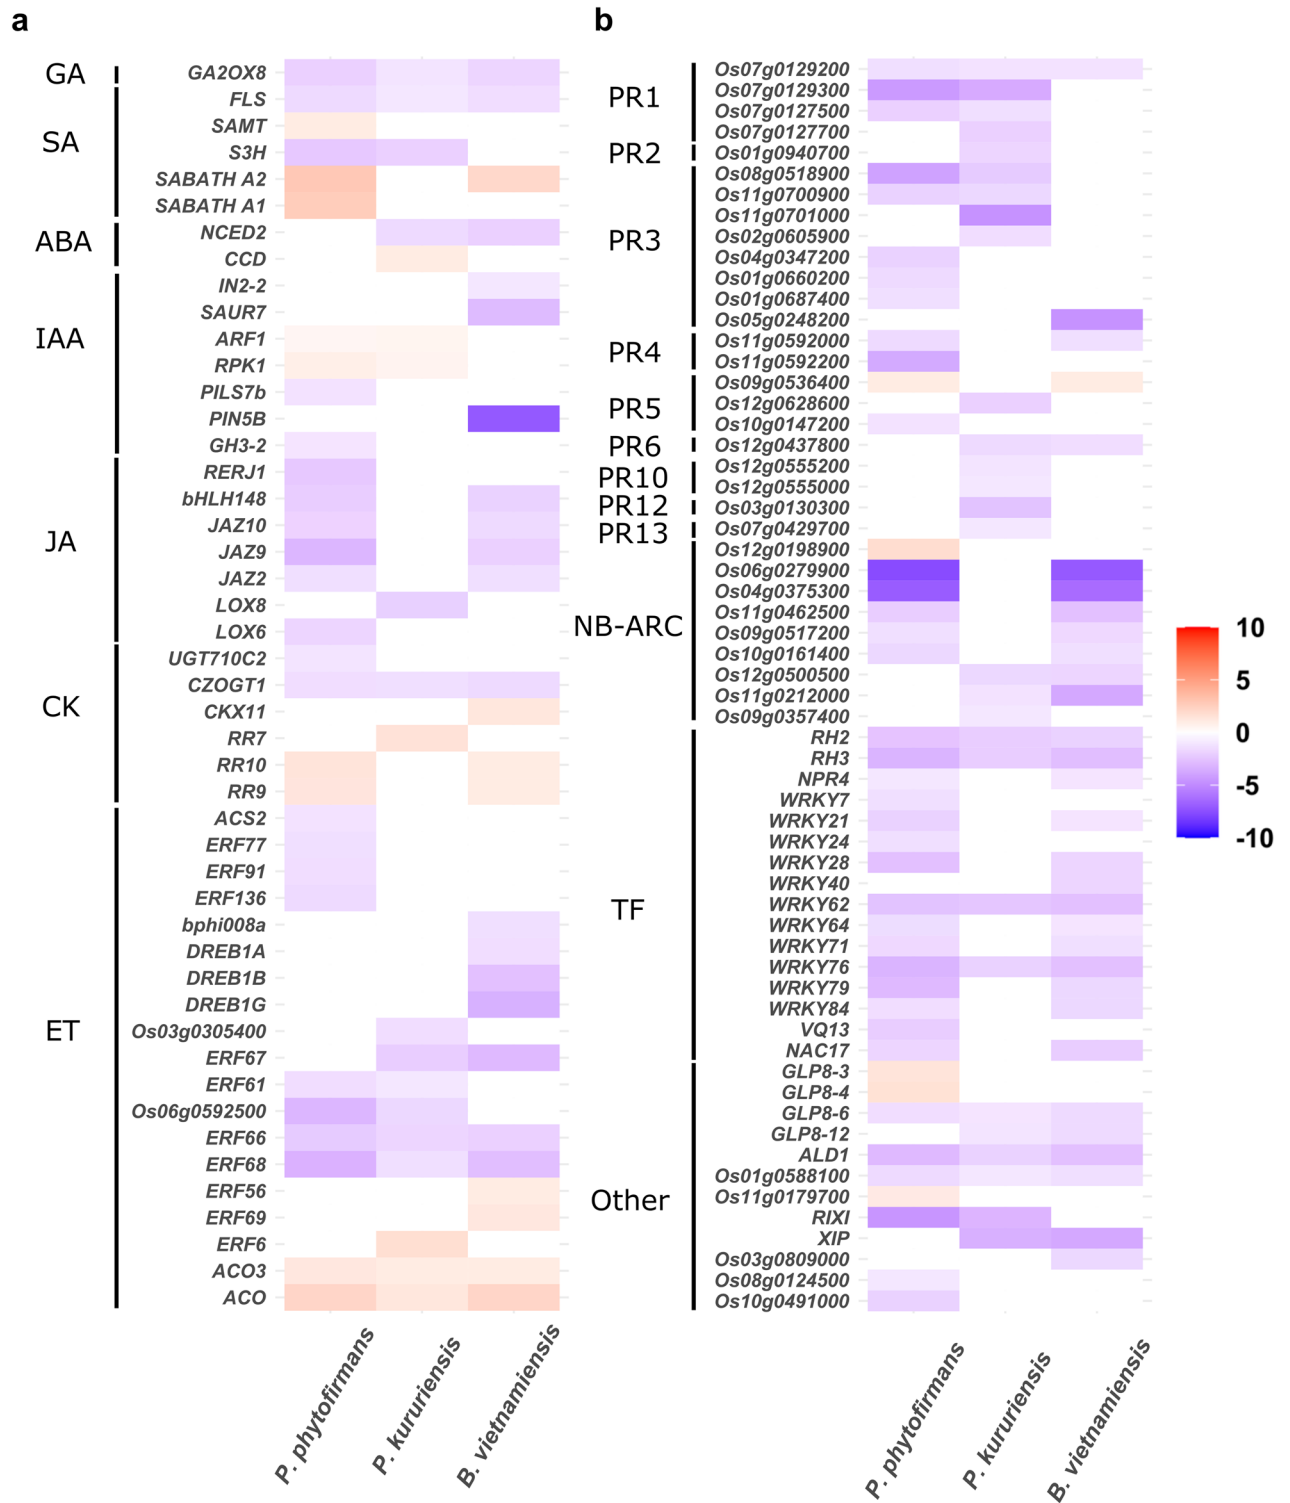 a
GA
SA
ABA
IAA
JA
CK
ET
GA2OX8
FLS
SAMT
S3H
SABATH A2
SABATH A1
NCED2
CCD
IN2-2
SAUR7
ARF1
RPK1
PILS7b
PIN5B
GH3-2
RERJ1
bHLH148
JAZ10
JAZ9
JAZ2
LOX8
LOX6
UGT710C2
CZOGT1
CKX11
RR7
RR10
RR9
ACS2
ERF77
ERF91
ERF136
bphi008a
DREB1A
DREB1B
DREB1G
Os03g0305400
ERF67
ERF61
Os06g0592500
ERF66
ERF68
ERF56
ERF69
ERF6
ACO3
ACO
P. phytofirmans
P. kururiensis
B. vietnamiensis
b
PR1
PR2
PR3
PR4
PR5
PR6
PR10
PR12
PR13
NB-ARC
TF
Other
Os07g0129200
Os07g0129300
Os07g0127500
Os07g0127700
Os01g0940700
Os08g0518900
Os11g0700900
Os11g0701000
Os02g0605900
Os04g0347200
Os01g0660200
Os01g0687400
Os05g0248200
Os11g0592000
Os11g0592200
Os09g0536400
Os12g0628600
Os10g0147200
Os12g0437800
Os12g0555200
Os12g0555000
Os03g0130300
Os07g0429700
Os12g0198900
Os06g0279900
Os04g0375300
Os11g0462500
Os09g0517200
Os10g0161400
Os12g0500500
Os11g0212000
Os09g0357400
RH2
RH3
NPR4
WRKY7
WRKY21
WRKY24
WRKY28
WRKY40
WRKY62
WRKY64
WRKY71
WRKY76
WRKY79
WRKY84
VQ13
NAC17
GLP8-3
GLP8-4
GLP8-6
GLP8-12
ALD1
Os01g0588100
Os11g0179700
RIXI
XIP
Os03g0809000
Os08g0124500
Os10g0491000
P. phytofirmans
P. kururiensis
B. vietnamiensis
10
5
0
-5
-10